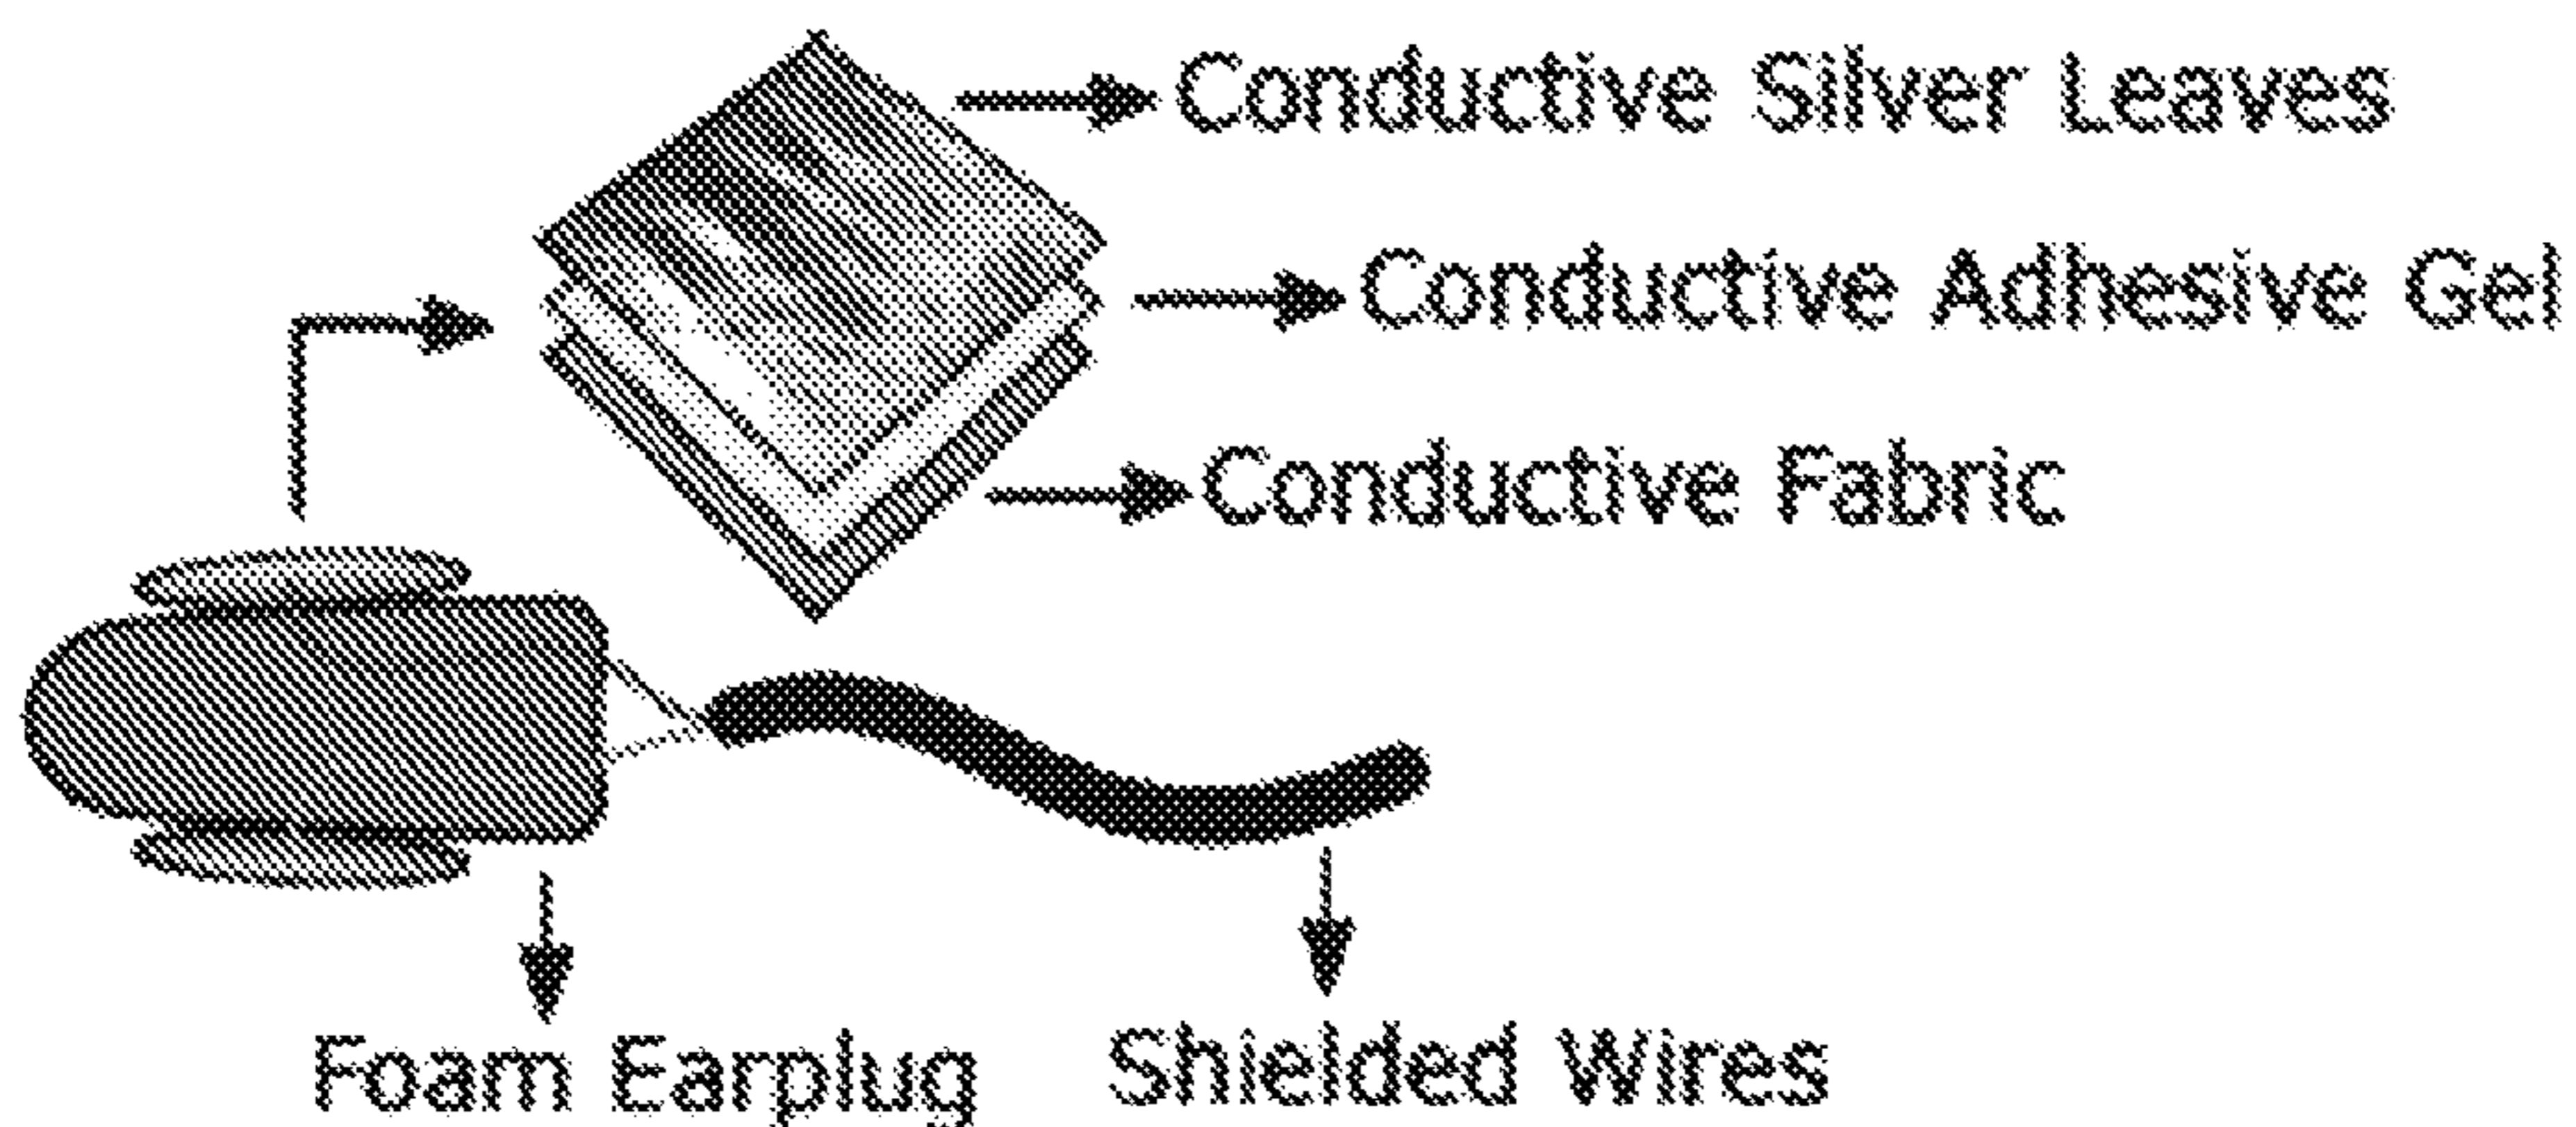 Conductive Silver Leaves
Conductive Adhesive Gel
Conductive Fabric
Foam Earplug
Shielded Wires